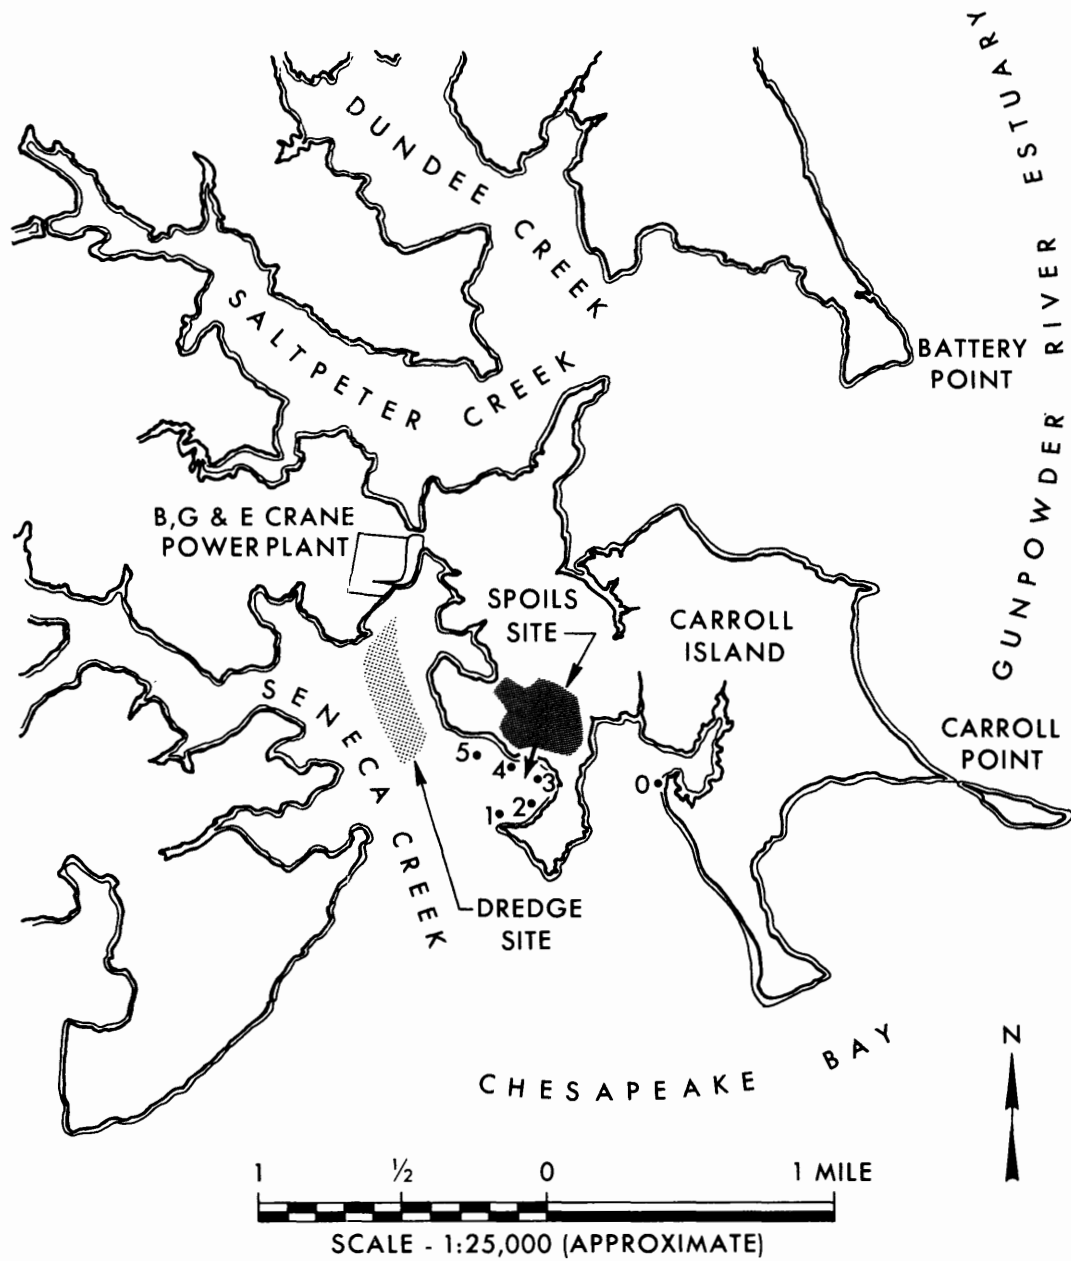 DUNDEE CREEK
GUNPOWDER RIVER ESTUARY
SALTPETER CREEK
BATTERY
POINT
B,G & E CRANE
POWER PLANT
SPOILS
SITE
CARROLL
ISLAND
SENECA CREEK
CARROLL
POINT
5
4
3
2
1
0
DREDGE
SITE
CHESAPEAKE BAY
N
1 ½ 0 1 MILE
SCALE - 1:25,000 (APPROXIMATE)